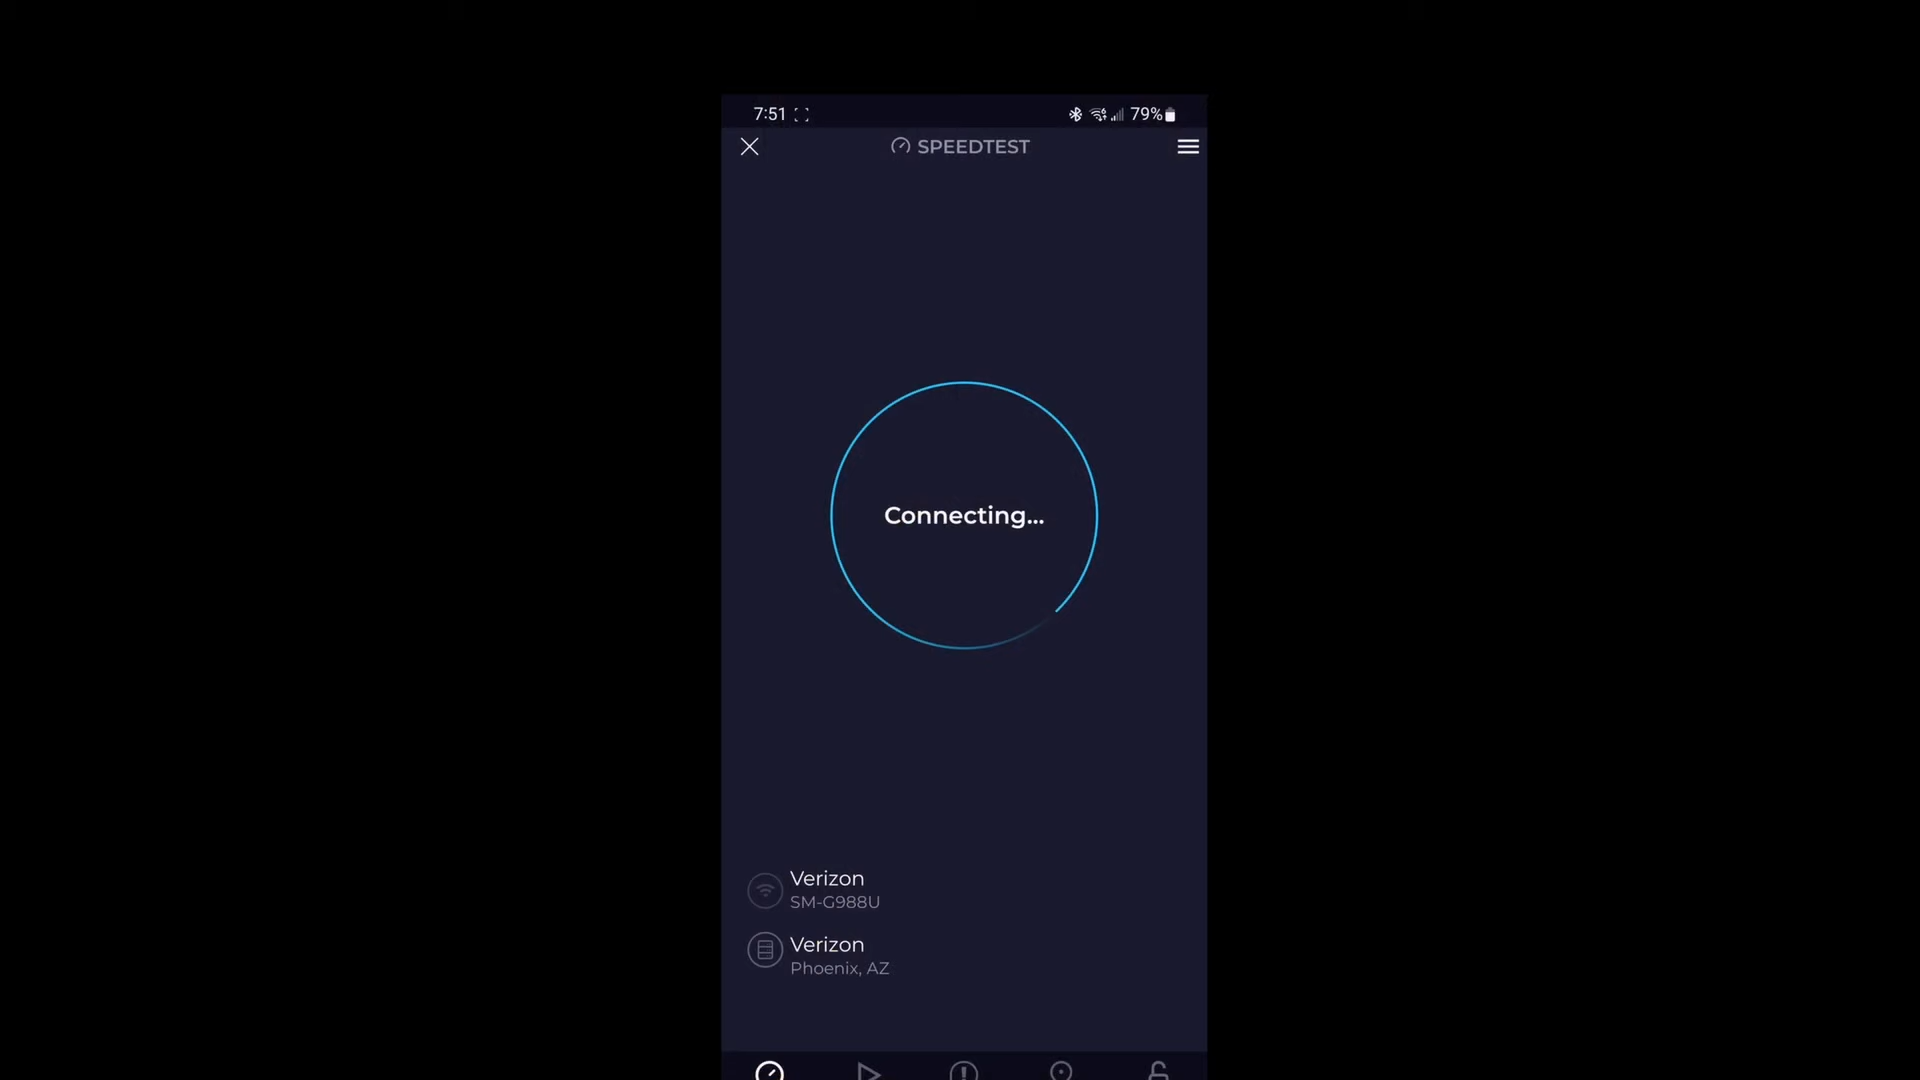 7:51 79%
SPEEDTEST
Connecting...
Verizon
SM-G988U
Verizon
Phoenix, AZ